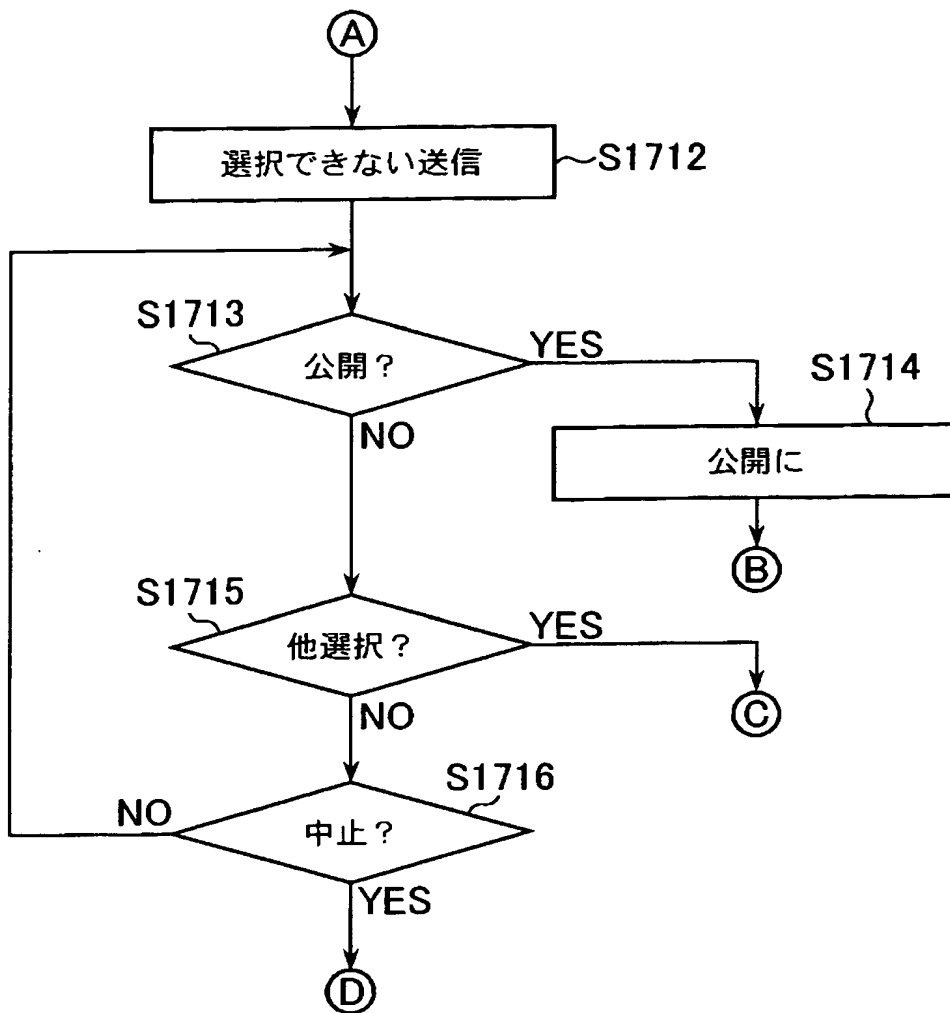 A
選択できない送信
S1712
S1713
公開？
YES
NO
S1714
公開に
B
S1715
他選択？
YES
NO
C
S1716
中止？
NO
YES
D